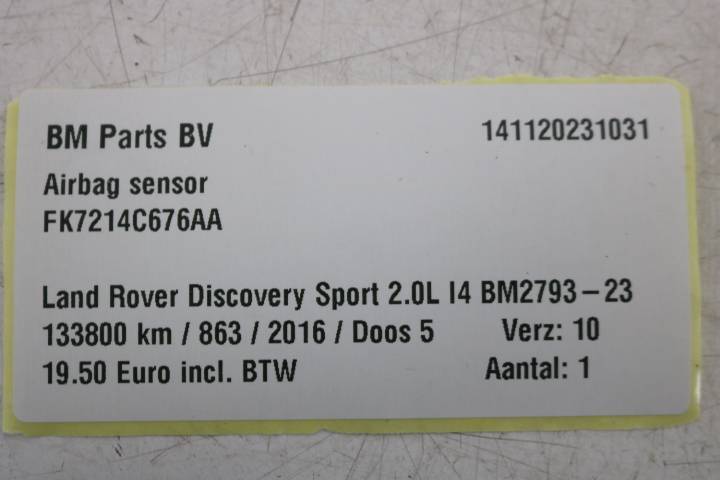 BM Parts BV 141120231031
Airbag sensor
FK7214C676AA
Land Rover Discovery Sport 2.0L I4 BM2793-23
133800 km / 863 / 2016 / Doos 5 Verz: 10
19.50 Euro incl. BTW Aantal: 1